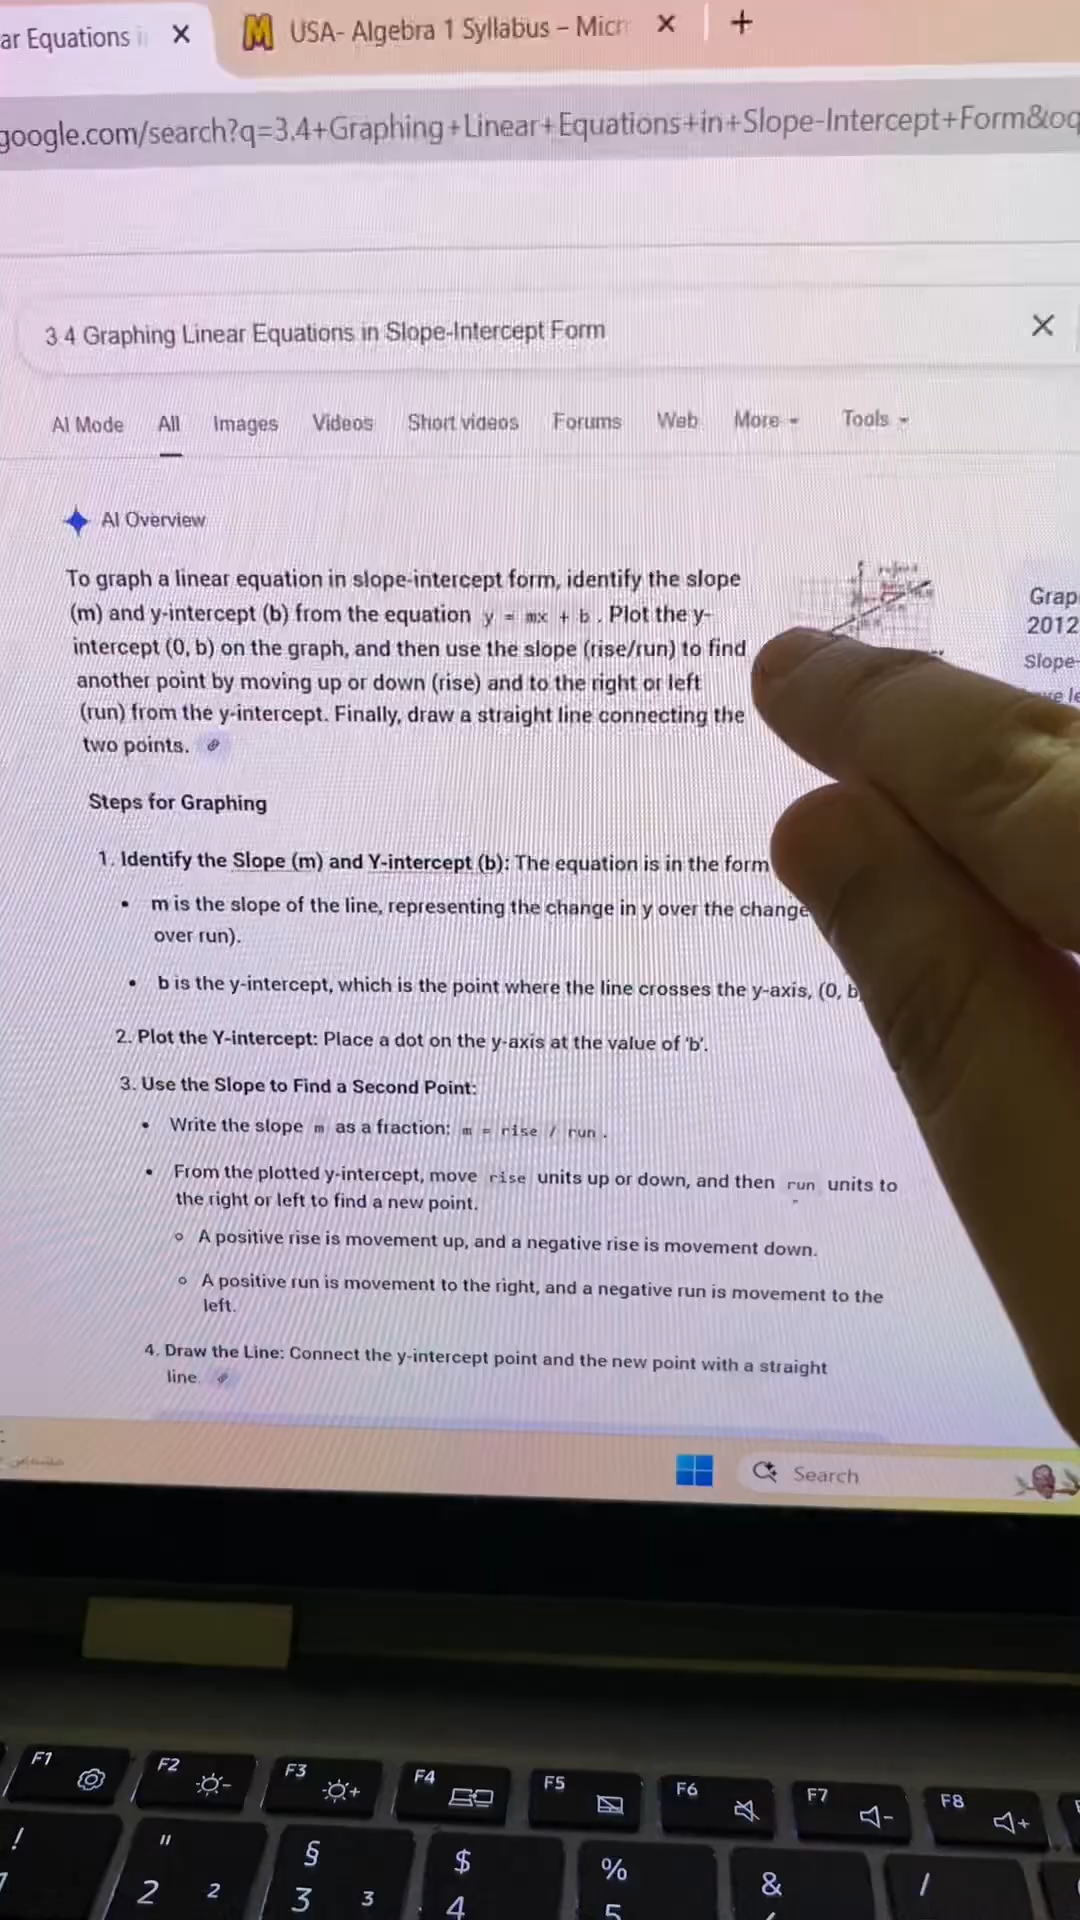 ar Equations i
USA- Algebra 1 Syllabus – Micr
google.com/search?q=3.4+Graphing+Linear+Equations+in+Slope-Intercept+Form&oq
3 4 Graphing Linear Equations in Slope-Intercept Form
AI Mode All Images Videos Short videos Forums Web More Tools
AI Overview
To graph a linear equation in slope-intercept form, identify the slope
(m) and y-intercept (b) from the equation y = mx + b . Plot the y-
intercept (0, b) on the graph, and then use the slope (rise/run) to find
another point by moving up or down (rise) and to the right or left
(run) from the y-intercept. Finally, draw a straight line connecting the
two points.
Grap
2012
Slope-
Steps for Graphing
1. Identify the Slope (m) and Y-intercept (b): The equation is in the form
• m is the slope of the line, representing the change in y over the change
over run).
• b is the y-intercept, which is the point where the line crosses the y-axis, (0, b
2. Plot the Y-intercept: Place a dot on the y-axis at the value of 'b'.
3. Use the Slope to Find a Second Point:
• Write the slope m as a fraction: m = rise / run .
• From the plotted y-intercept, move rise units up or down, and then run units to
the right or left to find a new point.
○ A positive rise is movement up, and a negative rise is movement down.
○ A positive run is movement to the right, and a negative run is movement to the
left.
4. Draw the Line: Connect the y-intercept point and the new point with a straight
line.
Search
F1 F2 F3 F4 F5 F6 F7 F8
! " § $ % & /
2 2 3 3 4 5